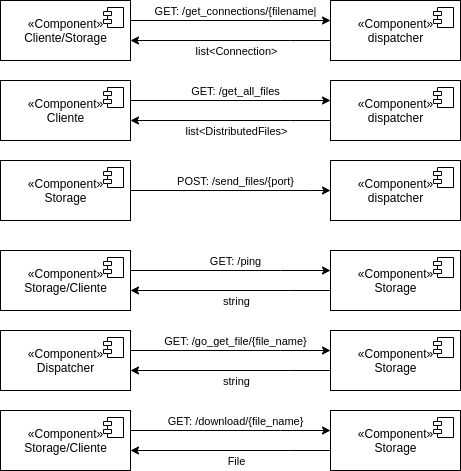 «Component»
Cliente/Storage
GET: /get_connections/{filename|
list<Connection>
«Component»
dispatcher
«Component»
Cliente
GET: /get_all_files
list<DistributedFiles>
«Component»
dispatcher
«Component»
Storage
POST: /send_files/{port}
«Component»
dispatcher
«Component»
Storage/Cliente
GET: /ping
string
«Component»
Storage
«Component»
Dispatcher
GET: /go_get_file/{file_name}
string
«Component»
Storage
«Component»
Storage/Cliente
GET: /download/{file_name}
File
«Component»
Storage